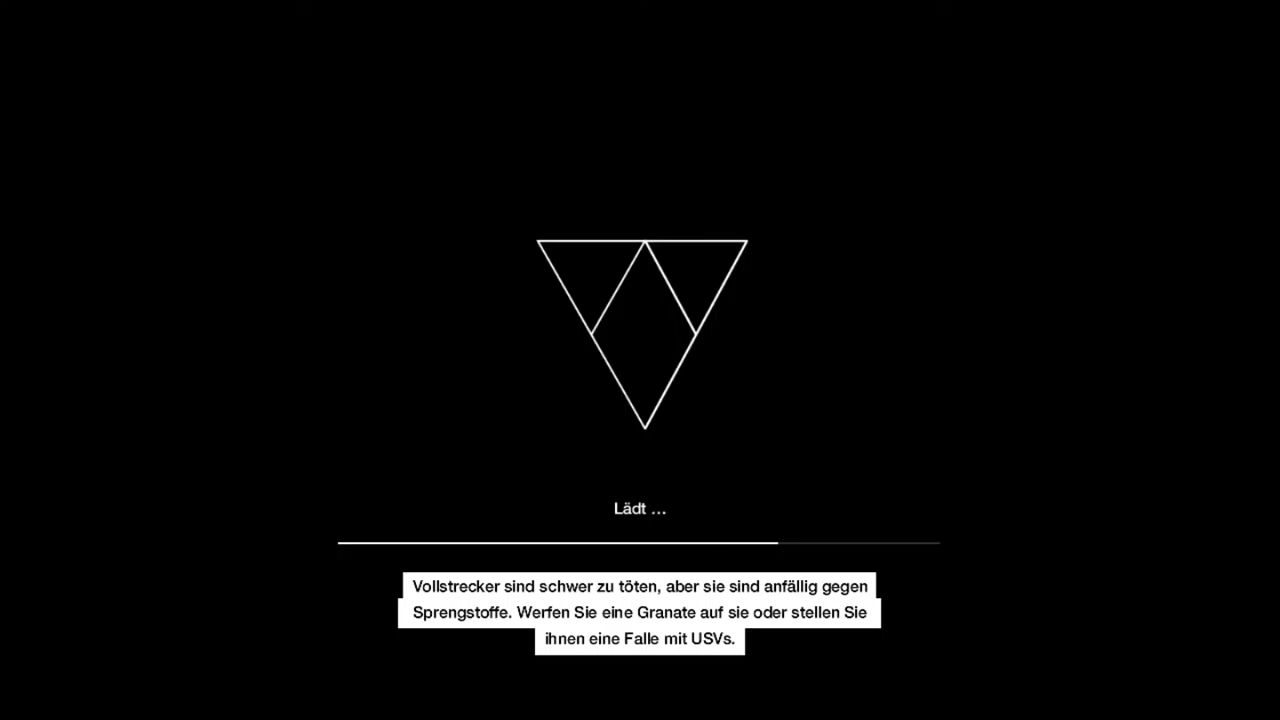 Lädt ...
Vollstrecker sind schwer zu töten, aber sie sind anfällig gegen
Sprengstoffe. Werfen Sie eine Granate auf sie oder stellen Sie
ihnen eine Falle mit USVs.